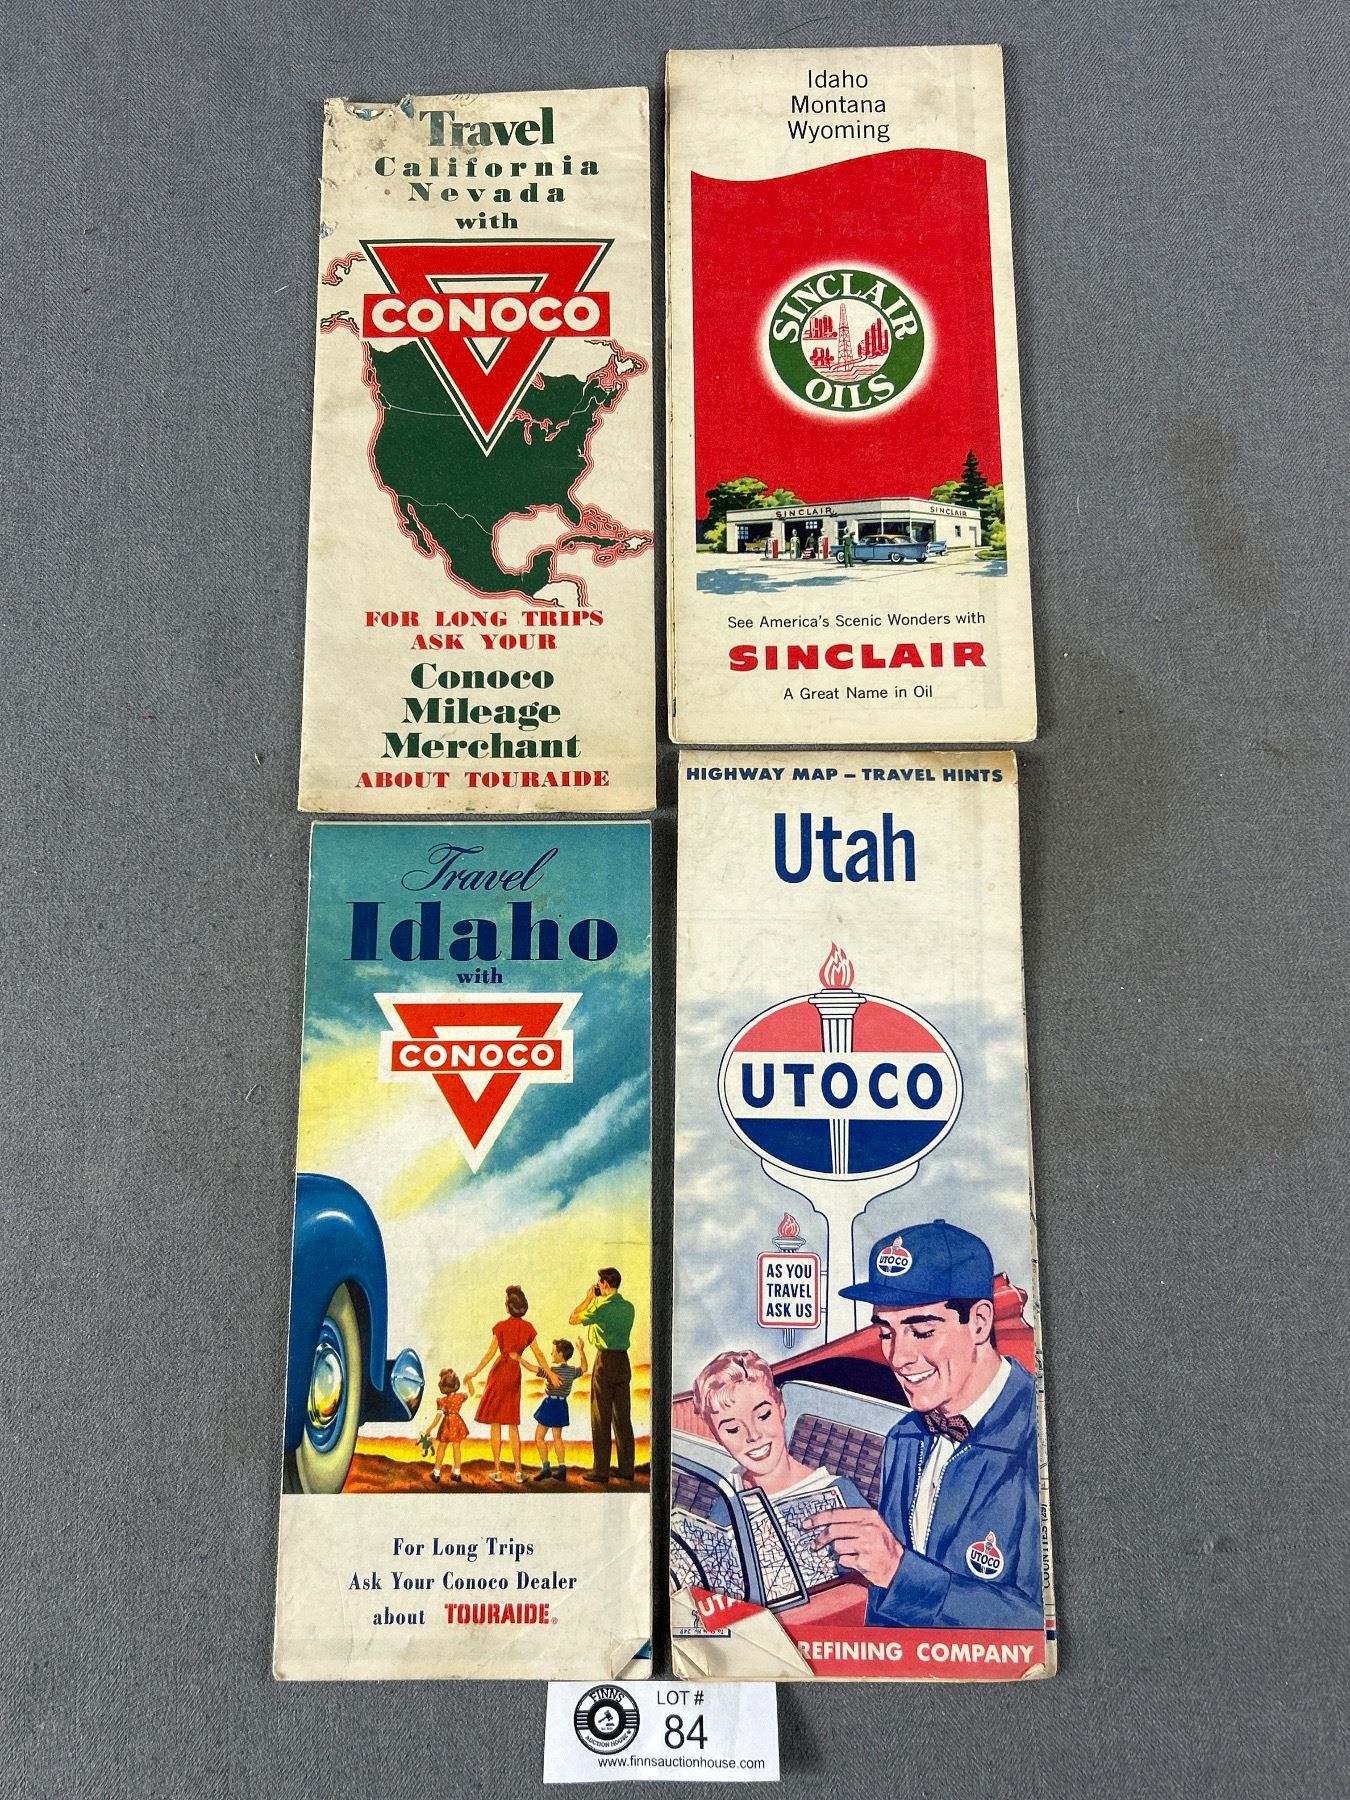 Travel
California
Nevada
with
CONOCO
FOR LONG TRIPS
ASK YOUR
Conoco
Mileage
Merchant
ABOUT TOURAIDE
Idaho
Montana
Wyoming
SINCLAIR
OILS
SINCLAIR
SINCLAIR
See America's Scenic Wonders with
SINCLAIR
A Great Name in Oil
Travel
Idaho
with
CONOCO
For Long Trips
Ask Your Conoco Dealer
about TOURAIDE®
HIGHWAY MAP – TRAVEL HINTS
Utah
UTOCO
AS YOU
TRAVEL
ASK US
UTOCO
UTOCO
COUNTIES (29)
UTA
REFINING COMPANY
FINNS
AUCTION HOUSE
LOT #
84
www.finnsauctionhouse.com